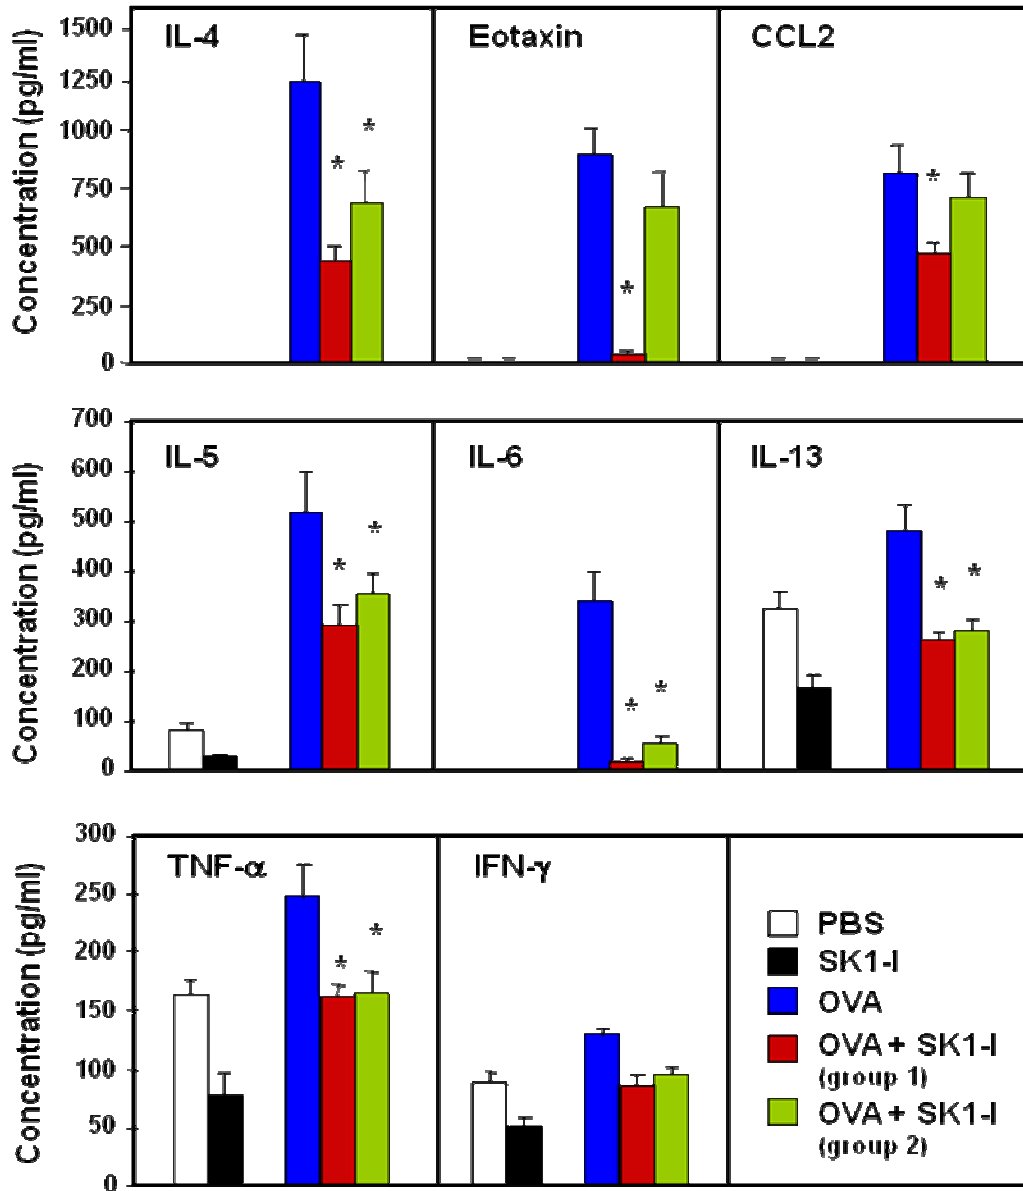 IL-4
Eotaxin
CCL2
Concentration (pg/ml)
1500
1250
1000
750
500
250
0
*
*
*
*
IL-5
IL-6
IL-13
Concentration (pg/ml)
700
600
500
400
300
200
100
0
*
*
*
*
*
*
TNF-α
IFN-γ
Concentration (pg/ml)
300
250
200
150
100
50
0
*
*
PBS
SK1-I
OVA
OVA + SK1-I
(group 1)
OVA + SK1-I
(group 2)